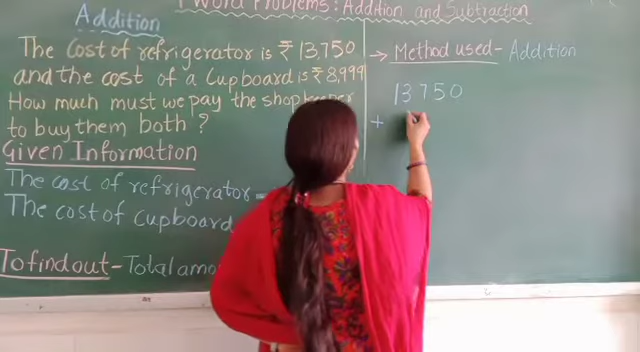 Word Problems: Addition and Subtraction
Addition
The Cost of refrigerator is ₹ 13,750
and the cost of a Cupboard is ₹ 8,999
How much must we pay the shopkeeper
to buy them both ?
Given Information
The cost of refrigerator =
The cost of cupboard
To find out - Total
→ Method used - Addition
13750
+